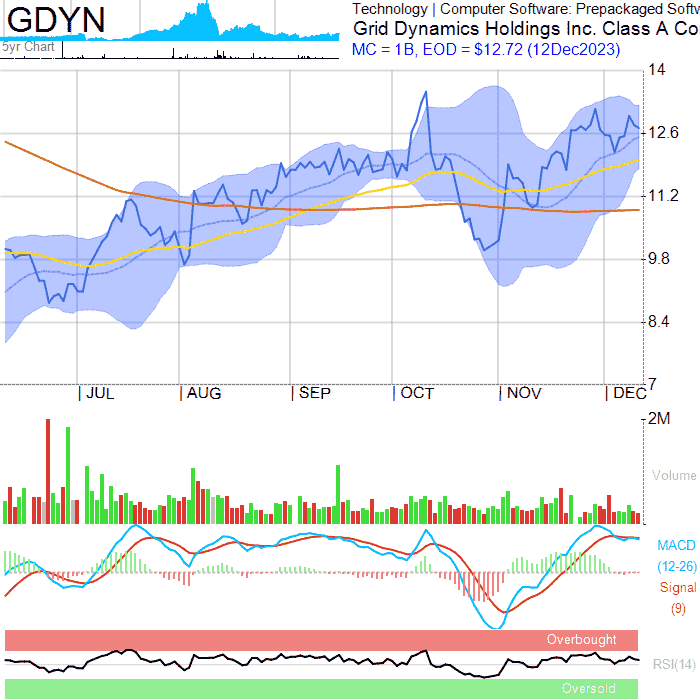 GDYN
5yr Chart
Technology | Computer Software: Prepackaged Softw
Grid Dynamics Holdings Inc. Class A Co
MC = 1B, EOD = $12.72 (12Dec2023)
14
12.6
11.2
9.8
8.4
7
| JUL | AUG | SEP | OCT | NOV | DEC
2M
Volume
MACD
(12-26)
Signal
(9)
Overbought
RSI(14)
Oversold